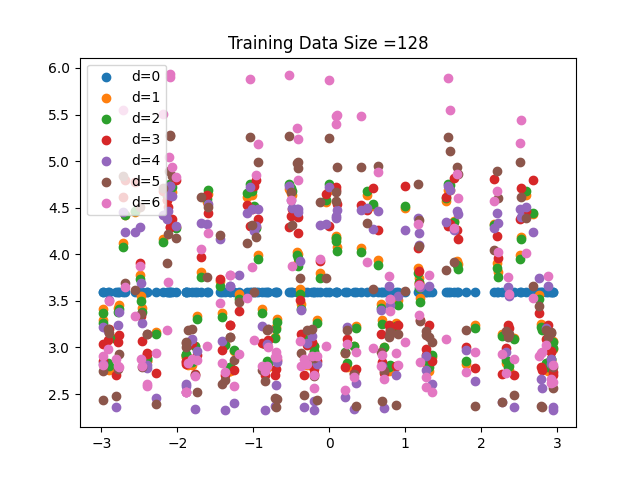 Training Data Size =128
6.0
5.5
5.0
4.5
4.0
3.5
3.0
2.5
d=0
d=1
d=2
d=3
d=4
d=5
d=6
−3 −2 −1 0 1 2 3